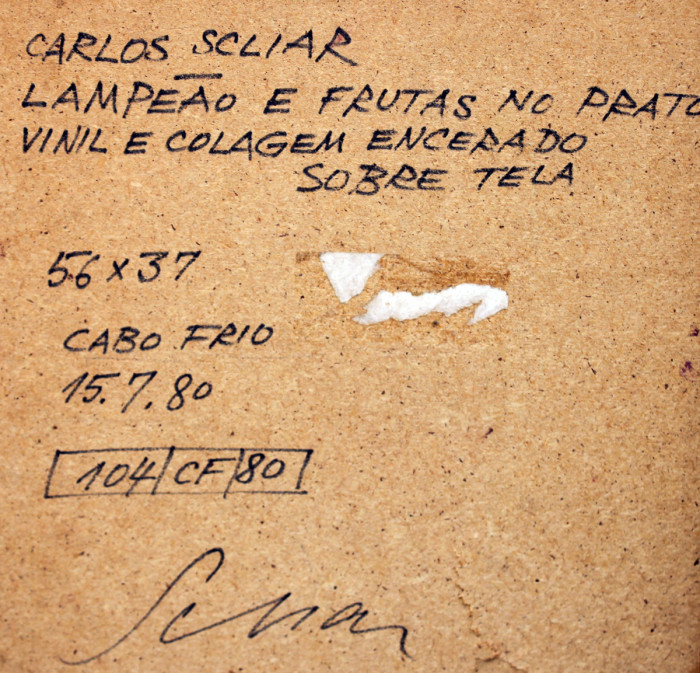 CARLOS SCLIAR
LAMPEÃO E FRUTAS NO PRATO
VINIL E COLAGEM ENCERADO
SOBRE TELA
56 x 37
CABO FRIO
15.7.80
104 CF 80
Scliar